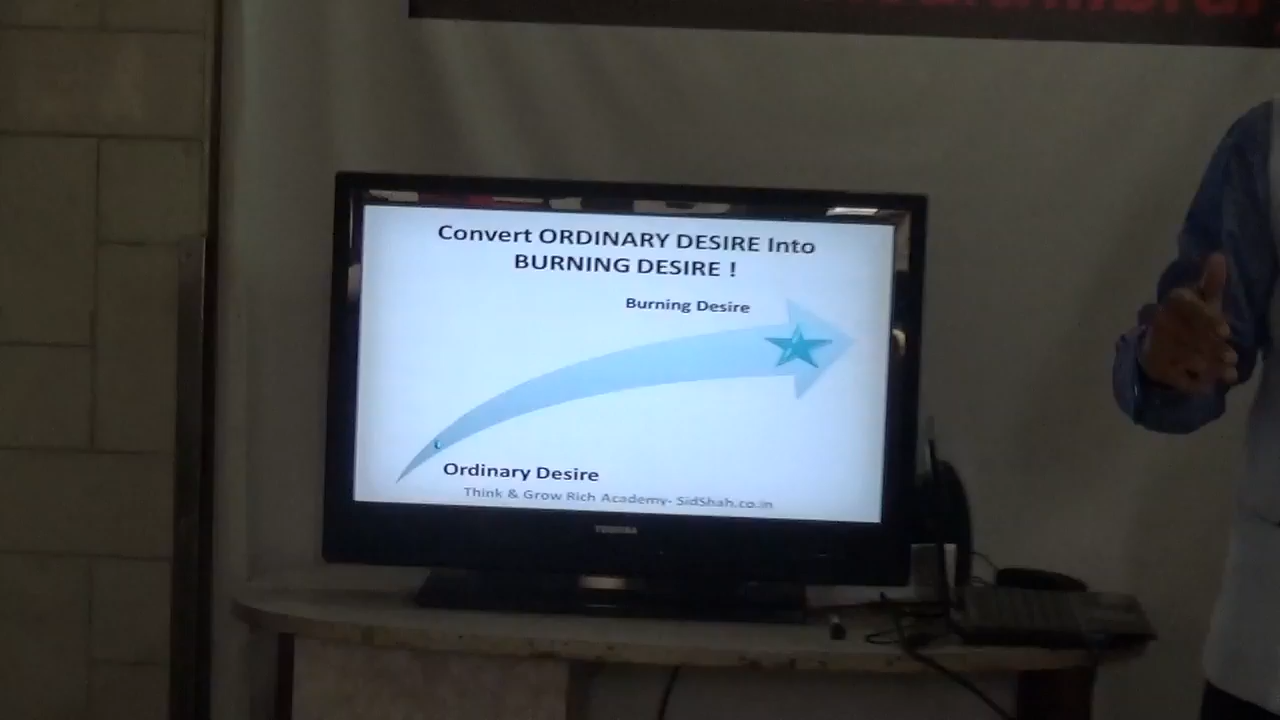 Convert ORDINARY DESIRE Into
BURNING DESIRE !
Burning Desire
Ordinary Desire
Think & Grow Rich Academy- SidShah.co.in
TOSHIBA